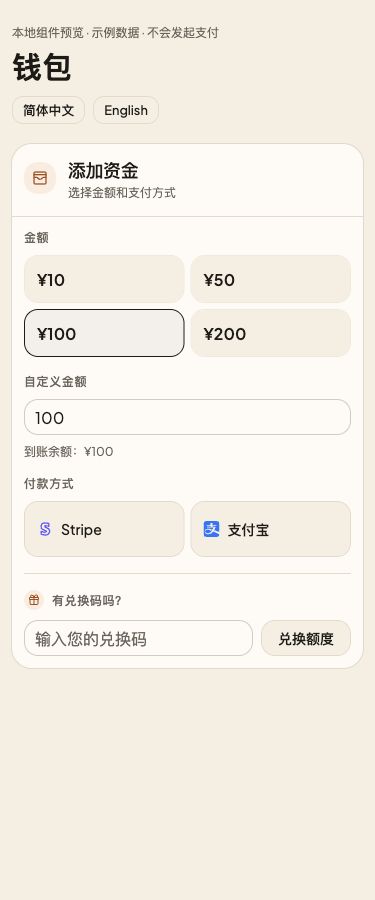 本地组件预览 · 示例数据 · 不会发起支付
钱包
简体中文
English
添加资金
选择金额和支付方式
金额
¥10
¥50
¥100
¥200
自定义金额
100
到账余额：¥100
付款方式
Stripe
支付宝
有兑换码吗?
输入您的兑换码
兑换额度